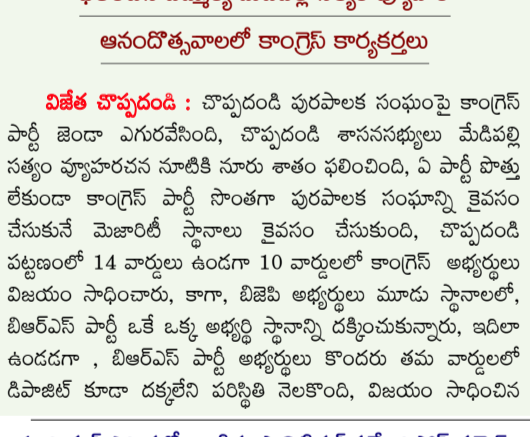 ఆనందోత్సవాలలో కాంగ్రెస్ కార్యకర్తలు
విజేత చొప్పదండి : చొప్పదండి పురపాలక సంఘంపై కాంగ్రెస్
పార్టీ జెండా ఎగురవేసింది, చొప్పదండి శాసనసభ్యులు మేడిపల్లి
సత్యం వ్యూహరచన నూటికి నూరు శాతం ఫలించింది, ఏ పార్టీ పొత్తు
లేకుండా కాంగ్రెస్ పార్టీ సొంతగా పురపాలక సంఘాన్ని కైవసం
చేసుకునే మెజారిటీ స్థానాలు కైవసం చేసుకుంది, చొప్పదండి
పట్టణంలో 14 వార్డులు ఉండగా 10 వార్డులలో కాంగ్రెస్ అభ్యర్థులు
విజయం సాధించారు, కాగా, బిజెపి అభ్యర్థులు మూడు స్థానాలలో,
బిఆర్ఎస్ పార్టీ ఒకే ఒక్క అభ్యర్థి స్థానాన్ని దక్కించుకున్నారు, ఇదిలా
ఉండడగా , బిఆర్ఎస్ పార్టీ అభ్యర్థులు కొందరు తమ వార్డులలో
డిపాజిట్ కూడా దక్కలేని పరిస్థితి నెలకొంది, విజయం సాధించిన